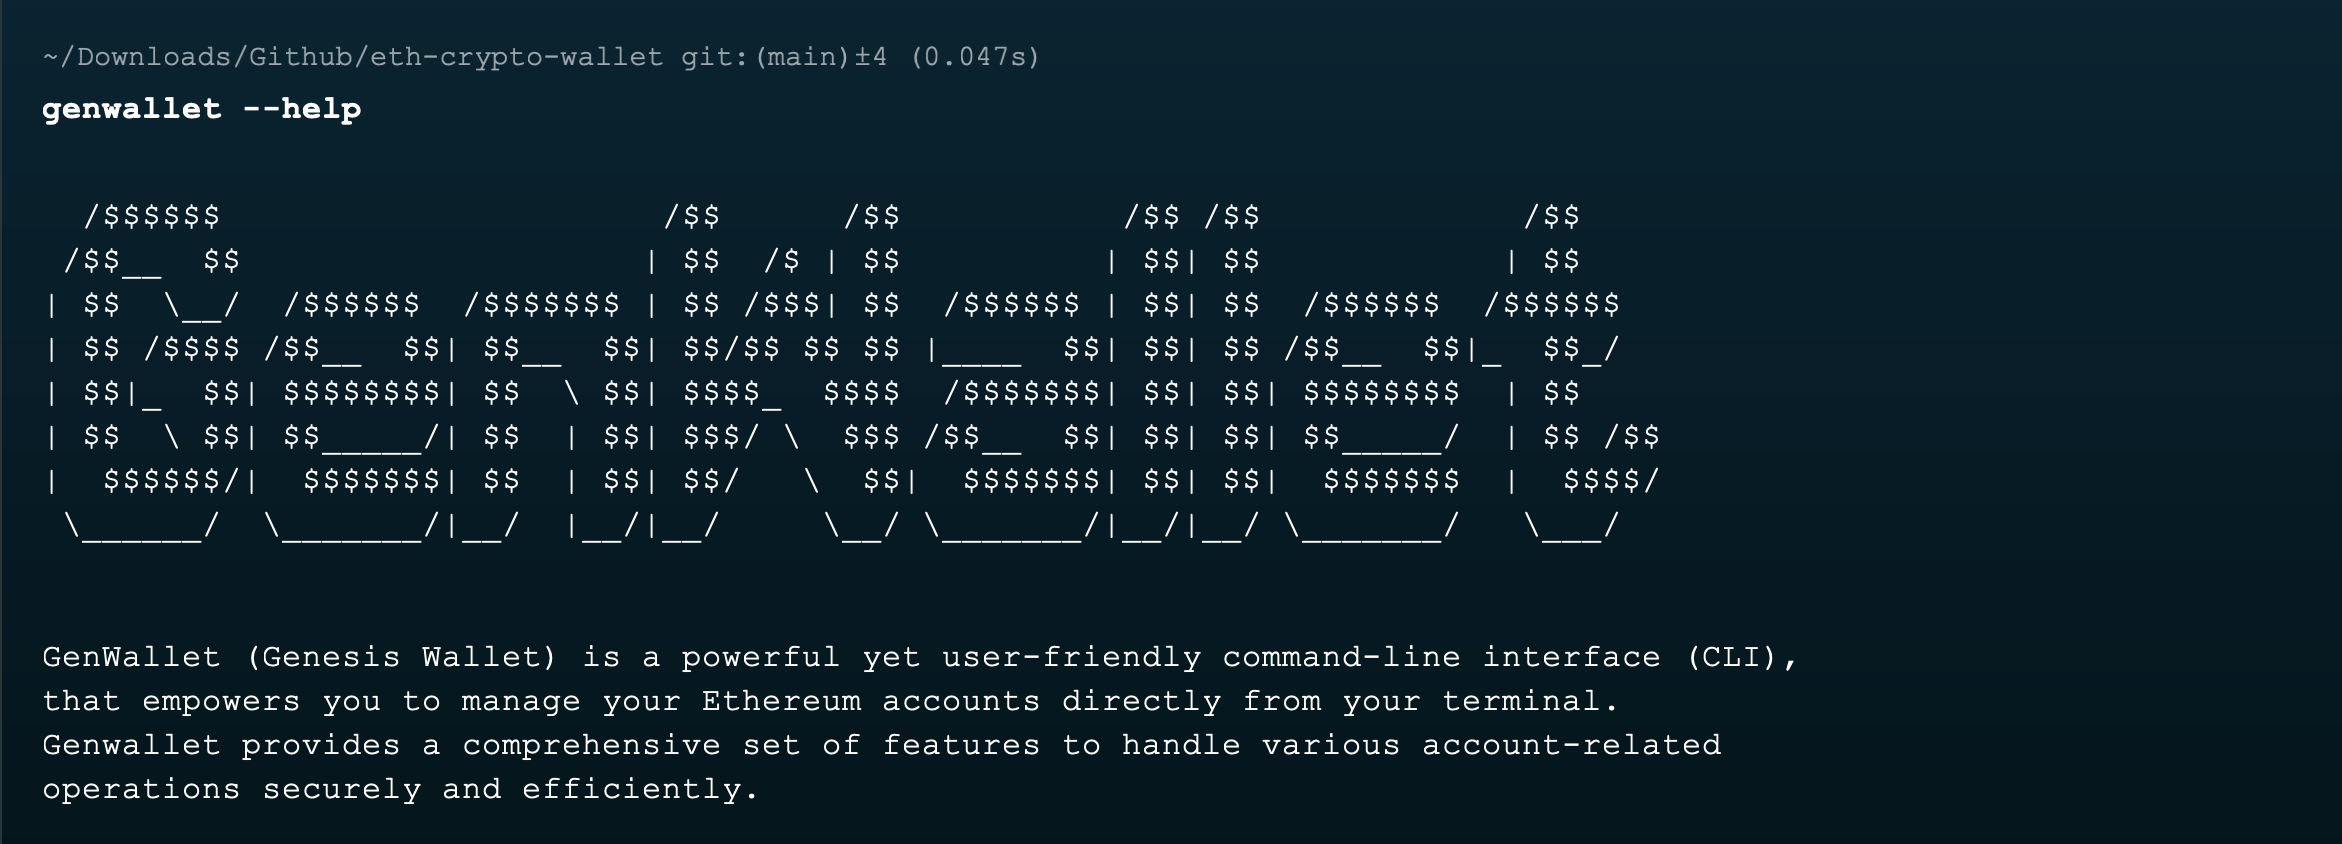 ~/Downloads/Github/eth-crypto-wallet git:(main)±4 (0.047s)
genwallet --help
  /$$$$$$                      /$$      /$$           /$$ /$$             /$$
 /$$__  $$                    | $$  /$ | $$          | $$| $$            | $$
| $$  \__/  /$$$$$$  /$$$$$$$ | $$ /$$$| $$  /$$$$$$ | $$| $$  /$$$$$$  /$$$$$$
| $$ /$$$$ /$$__  $$| $$__  $$| $$/$$ $$ $$ |____  $$| $$| $$ /$$__  $$|_  $$_/
| $$|_  $$| $$$$$$$$| $$  \ $$| $$$$_  $$$$  /$$$$$$$| $$| $$| $$$$$$$$  | $$
| $$  \ $$| $$_____/| $$  | $$| $$$/ \  $$$ /$$__  $$| $$| $$| $$_____/  | $$ /$$
|  $$$$$$/|  $$$$$$$| $$  | $$| $$/   \  $$|  $$$$$$$| $$| $$|  $$$$$$$  |  $$$$/
 \______/  \_______/|__/  |__/|__/     \__/ \_______/|__/|__/ \_______/   \___/
GenWallet (Genesis Wallet) is a powerful yet user-friendly command-line interface (CLI),
that empowers you to manage your Ethereum accounts directly from your terminal.
Genwallet provides a comprehensive set of features to handle various account-related
operations securely and efficiently.